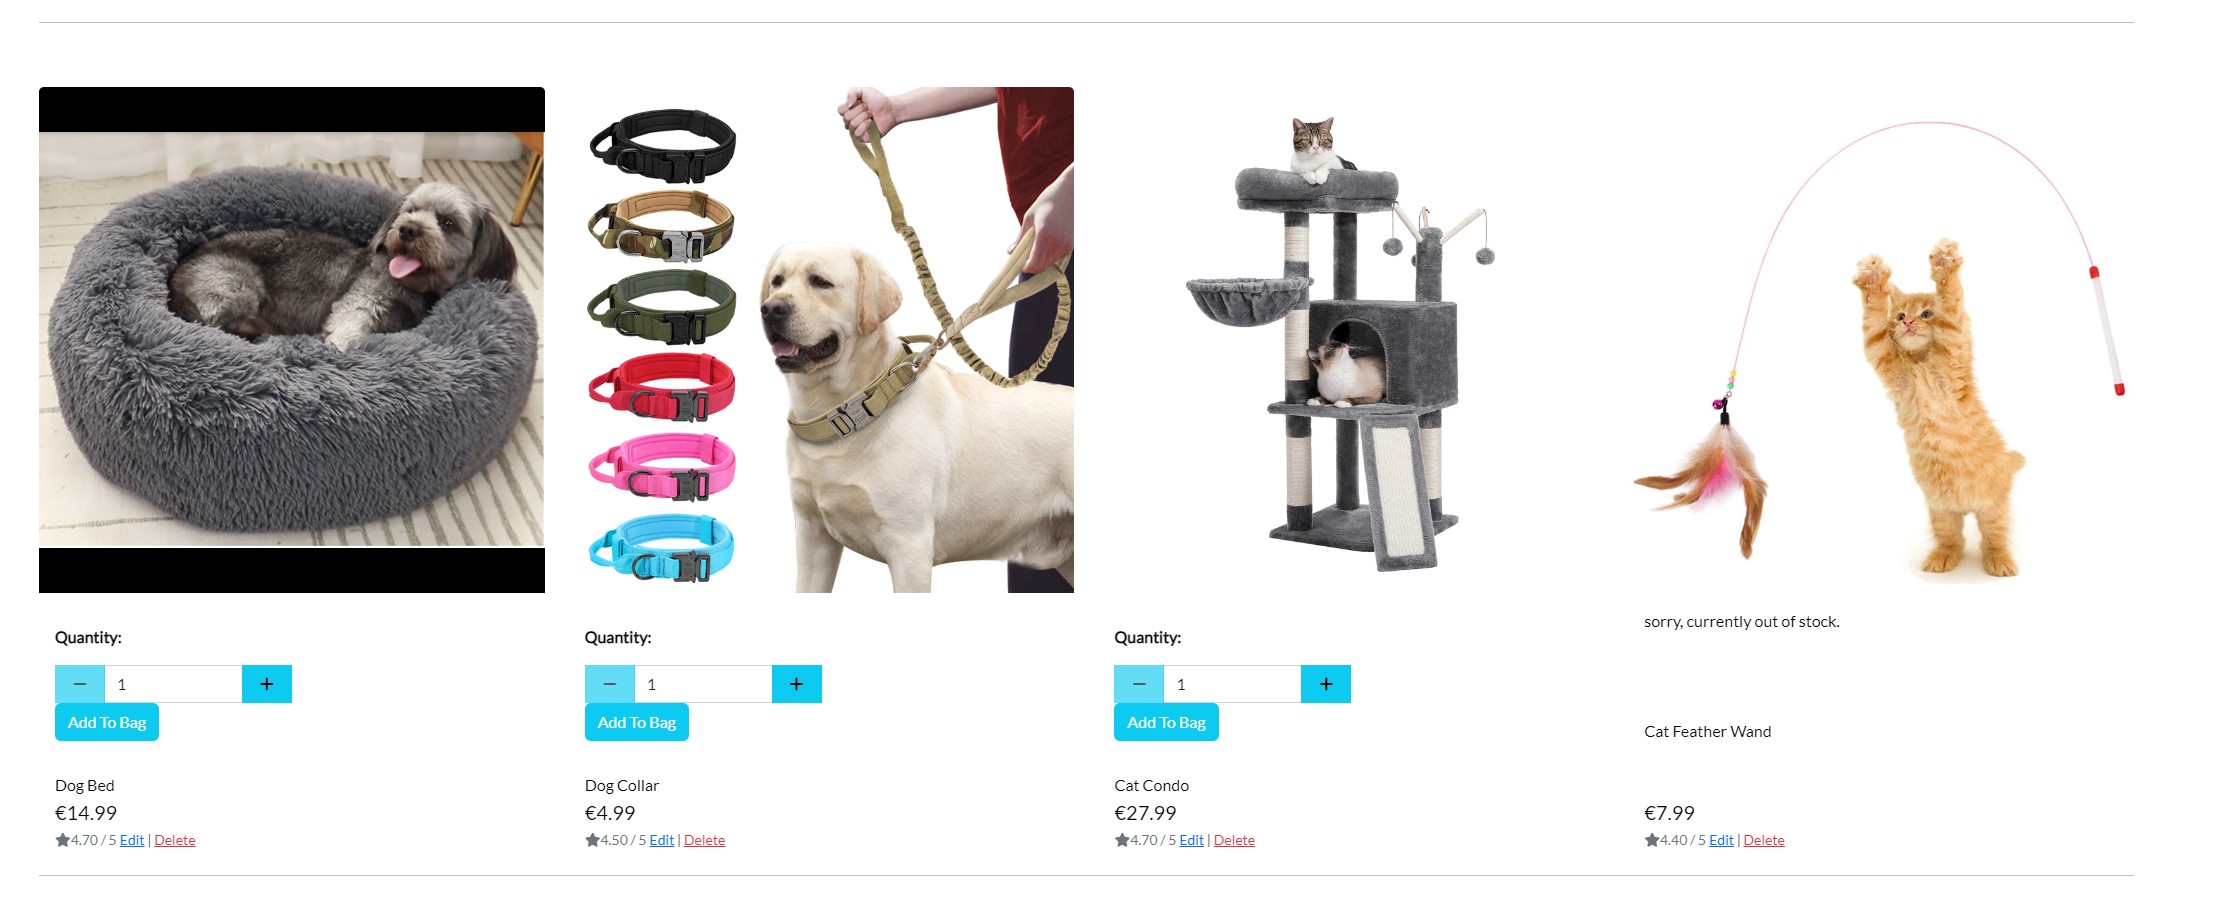 Quantity:
− 1 +
Add To Bag
Dog Bed
€14.99
4.70 / 5 Edit | Delete
Quantity:
− 1 +
Add To Bag
Dog Collar
€4.99
4.50 / 5 Edit | Delete
Quantity:
− 1 +
Add To Bag
Cat Condo
€27.99
4.70 / 5 Edit | Delete
sorry, currently out of stock.
Cat Feather Wand
€7.99
4.40 / 5 Edit | Delete